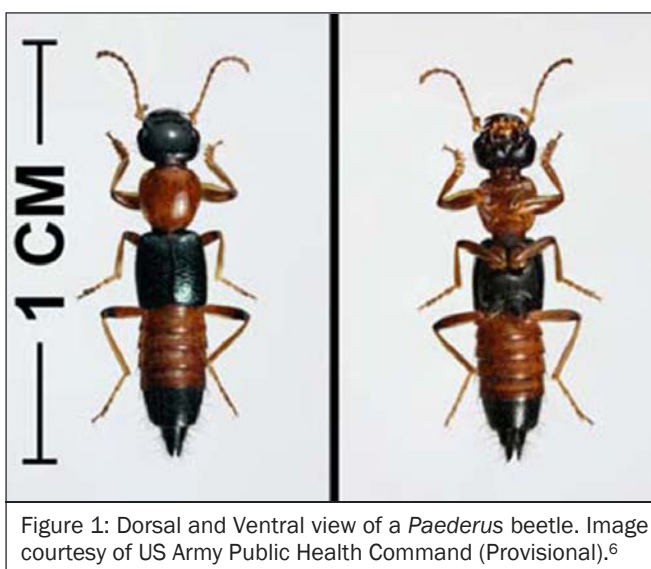 1 CM
Figure 1: Dorsal and Ventral view of a Paederus beetle. Image
courtesy of US Army Public Health Command (Provisional).⁶